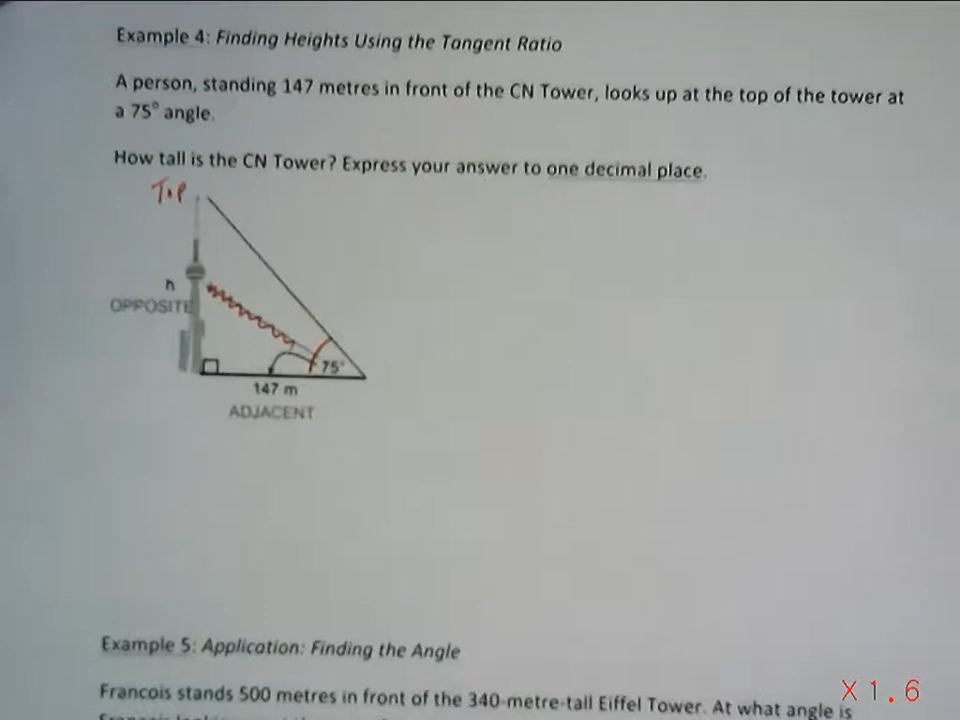 Example 4: Finding Heights Using the Tangent Ratio
A person, standing 147 metres in front of the CN Tower, looks up at the top of the tower at
a 75° angle.
How tall is the CN Tower? Express your answer to one decimal place.
TOP
h
OPPOSITE
75°
147 m
ADJACENT
Example 5: Application: Finding the Angle
Francois stands 500 metres in front of the 340-metre-tall Eiffel Tower. At what angle is
X1.6